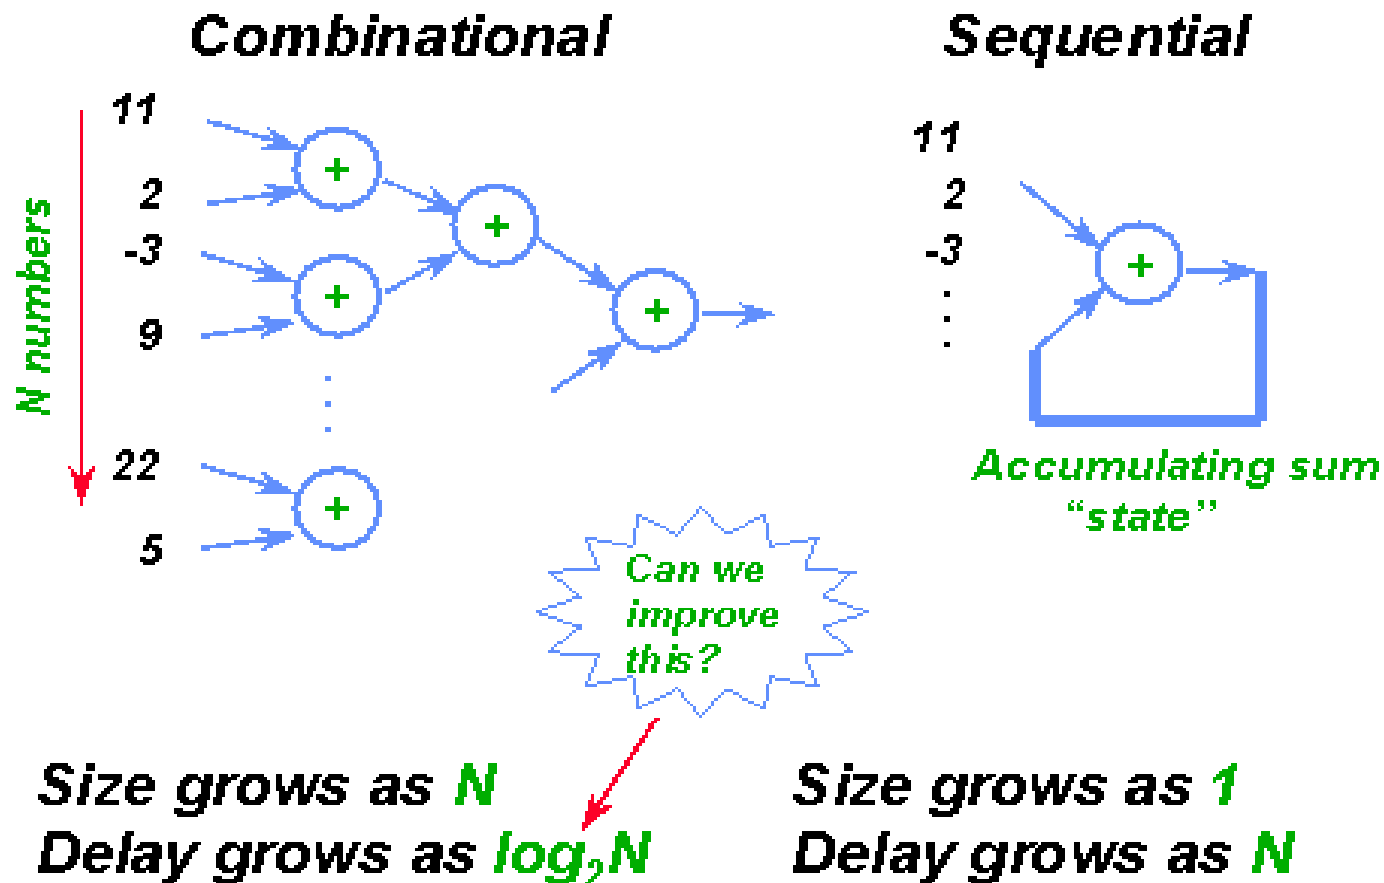 Combinational
Sequential
N numbers
11
2
-3
9
.
.
.
22
5
+
+
+
+
+
11
2
-3
.
.
.
+
Accumulating sum
“state”
Can we
improve
this?
Size grows as N
Delay grows as log₂N
Size grows as 1
Delay grows as N